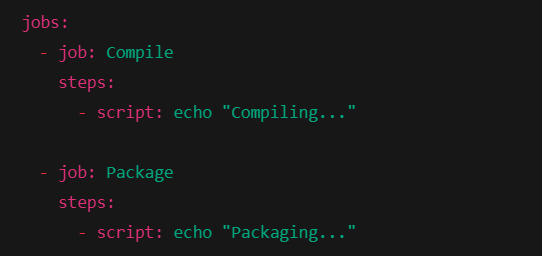 jobs:
  - job: Compile
    steps:
      - script: echo "Compiling..."

  - job: Package
    steps:
      - script: echo "Packaging..."